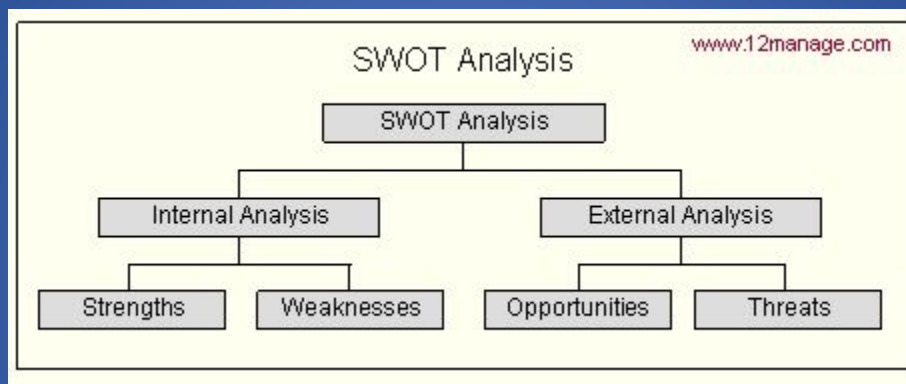 www.12manage.com
SWOT Analysis
SWOT Analysis
Internal Analysis
External Analysis
Strengths
Weaknesses
Opportunities
Threats